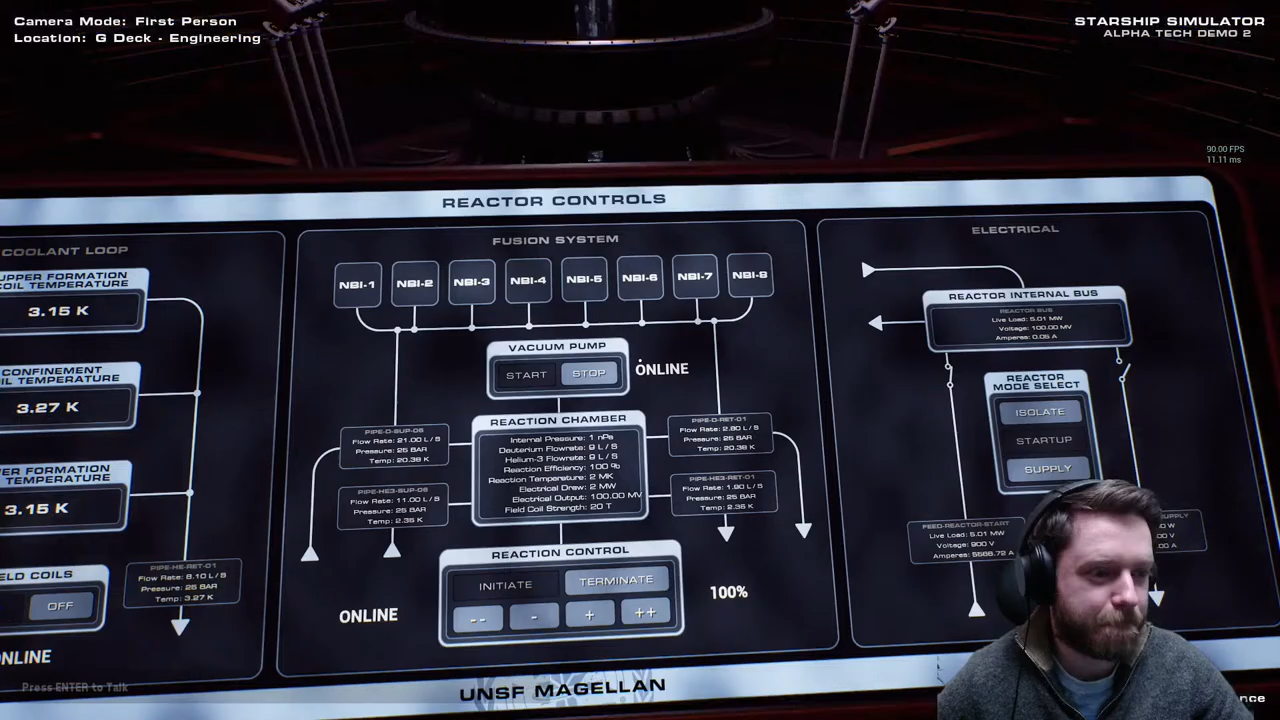 Camera Mode: First Person
Location: G Deck - Engineering
STARSHIP SIMULATOR
ALPHA TECH DEMO 2
90.00 FPS
11.11 ms
REACTOR CONTROLS
COOLANT LOOP
UPPER FORMATION
COIL TEMPERATURE
3.15 K
CONFINEMENT
COIL TEMPERATURE
3.27 K
FORMATION
TEMPERATURE
3.15 K
COILS
OFF
PIPE-HE-RET-01
Flow Rate: 8.10 L / S
Pressure: 25 BAR
Temp: 3.27 K
ONLINE
FUSION SYSTEM
NBI-1
NBI-2
NBI-3
NBI-4
NBI-5
NBI-6
NBI-7
NBI-8
VACUUM PUMP
START
STOP
ONLINE
PIPE-D-SUP-05
Flow Rate: 21.00 L / S
Pressure: 25 BAR
Temp: 20.38 K
PIPE-HE3-SUP-06
Flow Rate: 11.00 L / S
Pressure: 25 BAR
Temp: 2.35 K
REACTION CHAMBER
Internal Pressure: 1 nPa
Deuterium Flowrate: 9 L / S
Helium-3 Flowrate: 9 L / S
Reaction Efficiency: 100 %
Reaction Temperature: 2 MK
Electrical Draw: 2 MW
Electrical Output: 100.00 MV
Field Coil Strength: 20 T
PIPE-D-RET-01
Flow Rate: 2.80 L / S
Pressure: 25 BAR
Temp: 20.38 K
PIPE-HE3-RET-01
Flow Rate: 1.80 L / S
Pressure: 25 BAR
Temp: 2.35 K
REACTION CONTROL
INITIATE
TERMINATE
--
-
+
++
ONLINE
100%
ELECTRICAL
REACTOR INTERNAL BUS
REACTOR BUS
Live Load: 5.01 MW
Voltage: 100.00 MV
Amperes: 0.05 A
REACTOR
MODE SELECT
ISOLATE
STARTUP
SUPPLY
FEED-REACTOR-START
Live Load: 5.01 MW
Voltage: 900 V
Amperes: 5566.72 A
SUPPLY
Press ENTER to Talk
UNSF MAGELLAN